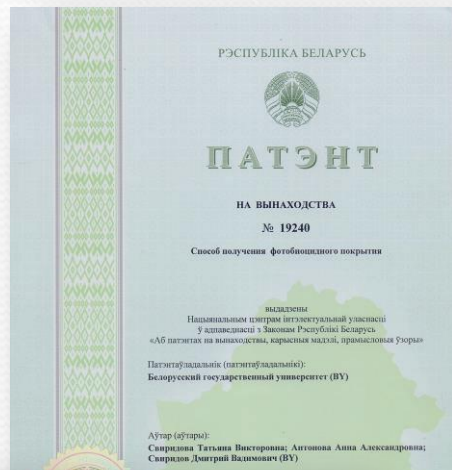 РЭСПУБЛІКА БЕЛАРУСЬ
ПАТЭНТ
НА ВЫНАХОДСТВА
№ 19240
Способ получения фотобиоцидного покрытия
выдадзены
Нацыянальным цэнтрам інтэлектуальнай уласнасці
ў адпаведнасці з Законам Рэспублікі Беларусь
«Аб патэнтах на вынаходствы, карысныя мадэлі, прамысловыя ўзоры»
Патэнтаўладальнік (патэнтаўладальнікі):
Белорусский государственный университет (BY)
Аўтар (аўтары):
Свиридова Татьяна Викторовна; Антонова Анна Александровна;
Свиридов Дмитрий Вадимович (BY)